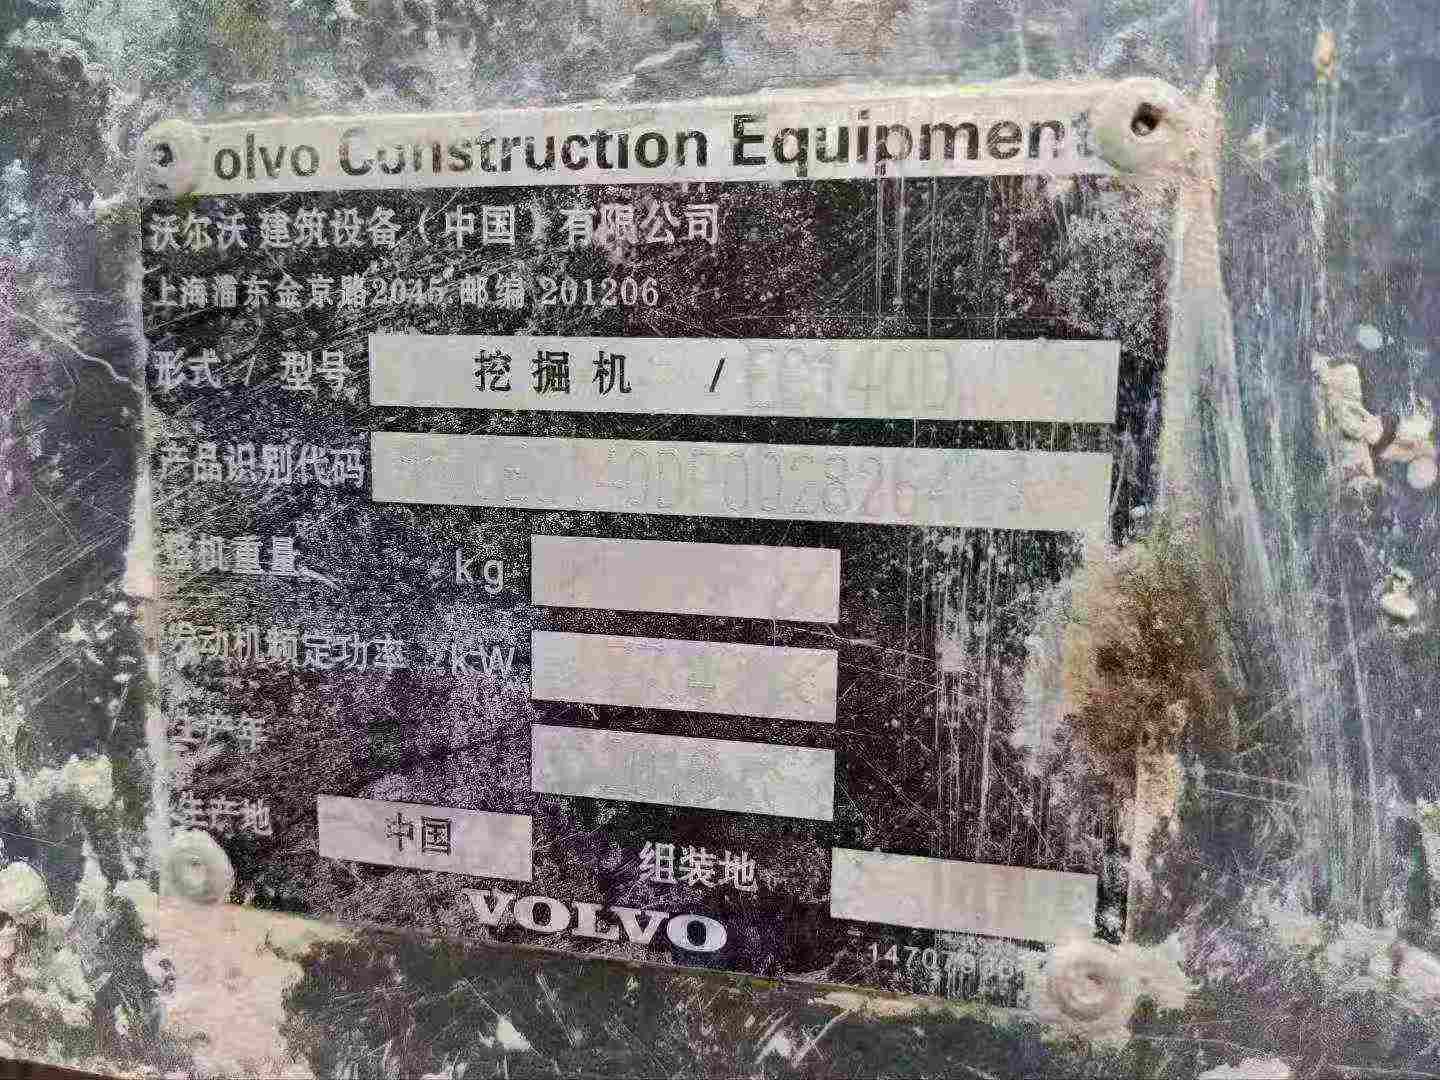 Volvo Construction Equipment
沃尔沃 建筑设备（中国）有限公司
上海浦东金京路2045 邮编 201206
形式 / 型号 挖掘机 / EC140D
产品识别代码
整机重量 kg
发动机额定功率 kW
生产年
生产地 中国 组装地
VOLVO